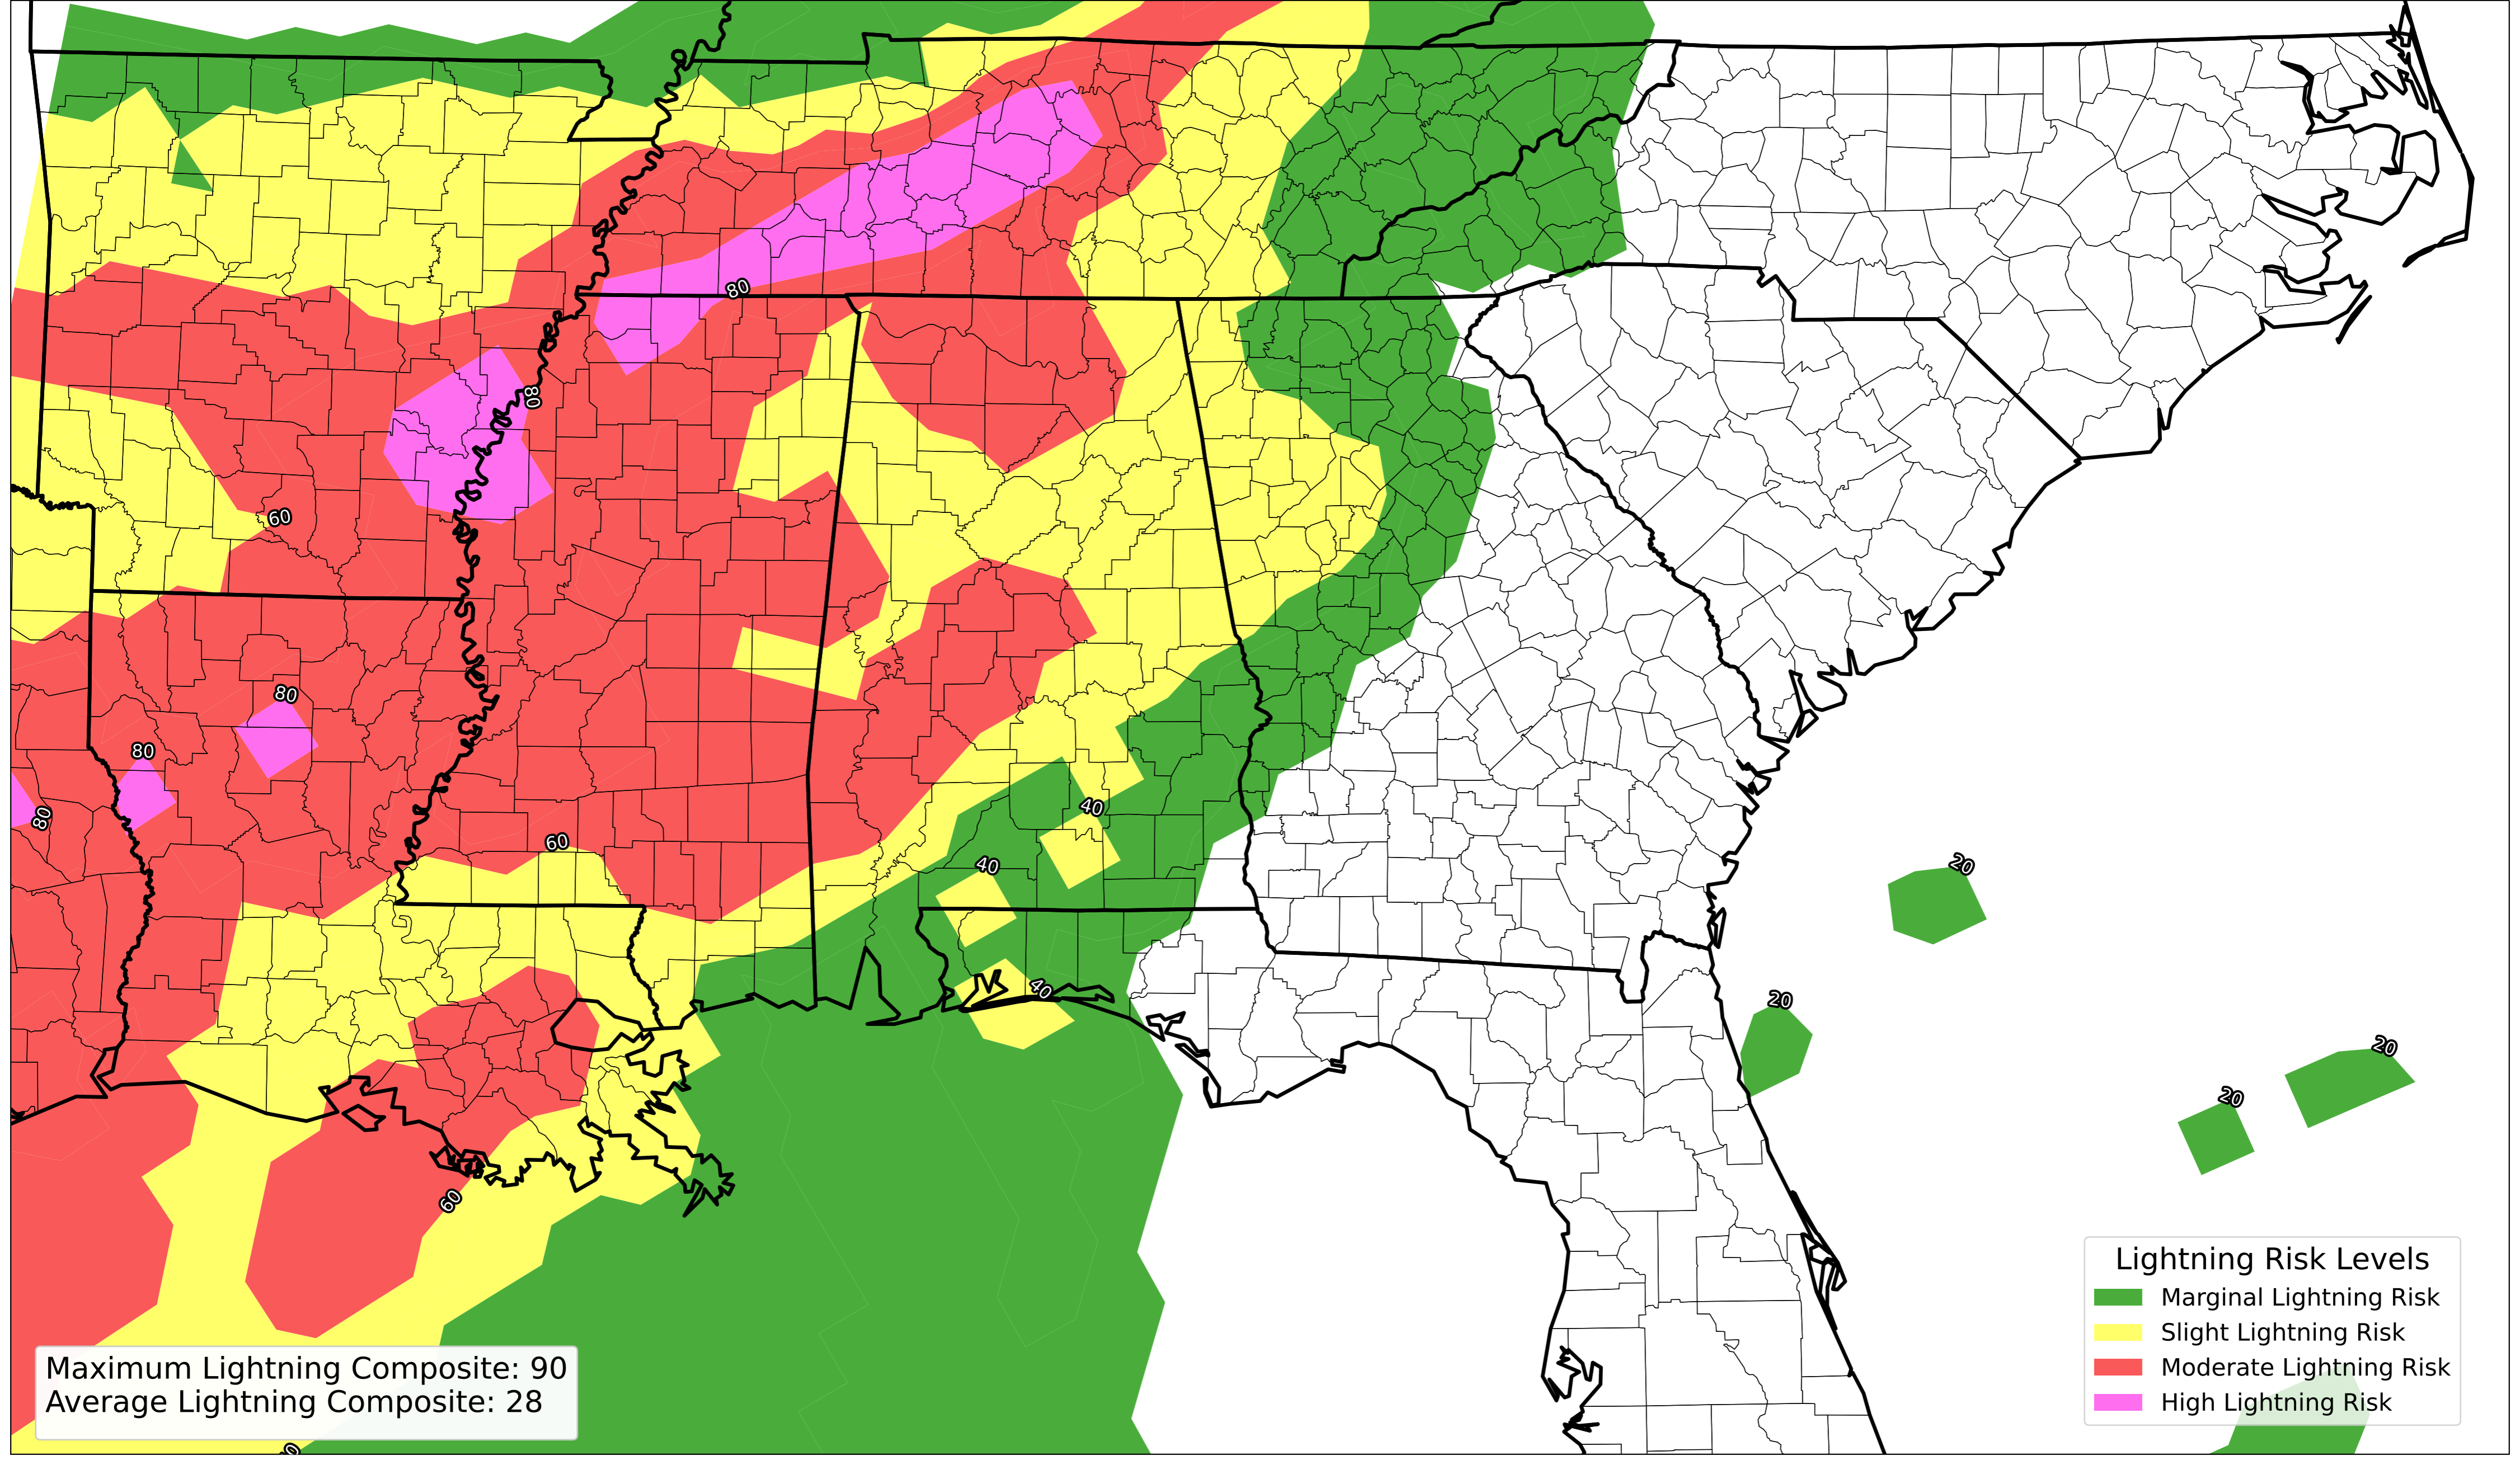 80
80
60
80
80
80
60
40
40
40
20
20
20
20
60
Lightning Risk Levels
Marginal Lightning Risk
Slight Lightning Risk
Moderate Lightning Risk
High Lightning Risk
Maximum Lightning Composite: 90
Average Lightning Composite: 28